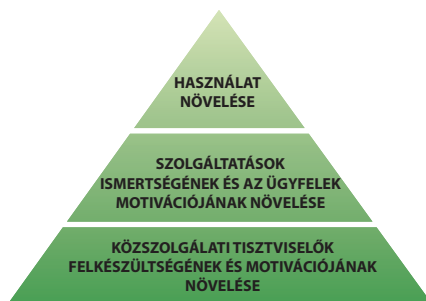 HASZNÁLAT
NÖVELÉSE
SZOLGÁLTATÁSOK
ISMERTSÉGÉNEK ÉS AZ ÜGYFELEK
MOTIVÁCIÓJÁNAK NÖVELÉSE
KÖZSZOLGÁLATI TISZTVISELŐK
FELKÉSZÜLTSÉGÉNEK ÉS MOTIVÁCIÓJÁNAK
NÖVELÉSE